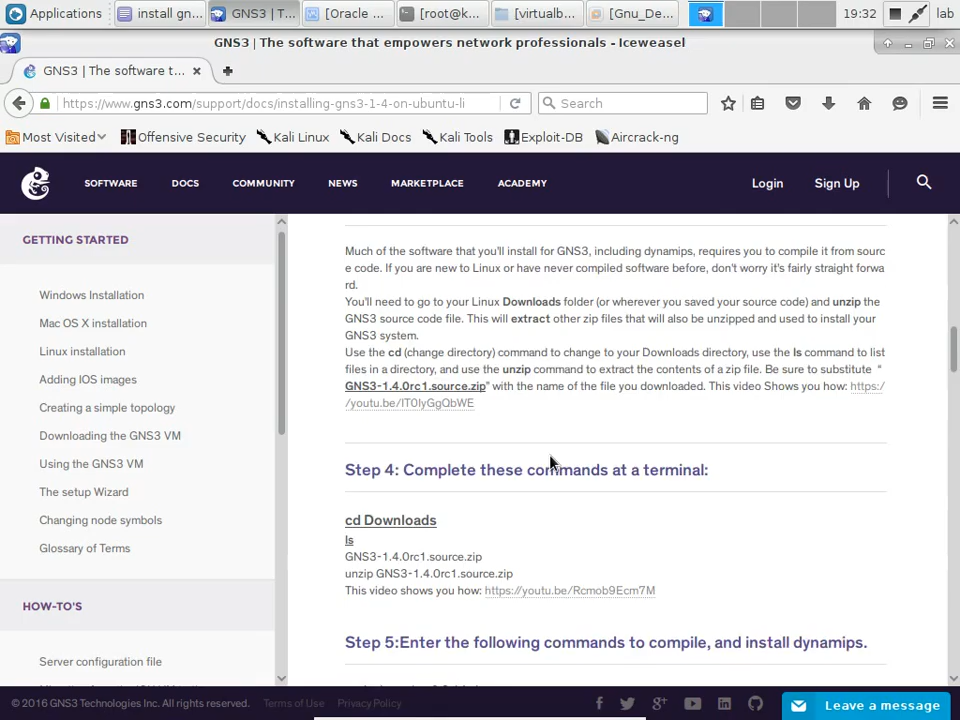 Applications
install gn...
GNS3 | T...
[Oracle ...
[root@k...
[virtualb...
[Gnu_De...
19:32
lab
GNS3 | The software that empowers network professionals - Iceweasel
GNS3 | The software t...
https://www.gns3.com/support/docs/installing-gns3-1-4-on-ubuntu-li
Search
Most Visited
Offensive Security
Kali Linux
Kali Docs
Kali Tools
Exploit-DB
Aircrack-ng
SOFTWARE
DOCS
COMMUNITY
NEWS
MARKETPLACE
ACADEMY
Login
Sign Up
GETTING STARTED
Windows Installation
Mac OS X installation
Linux installation
Adding IOS images
Creating a simple topology
Downloading the GNS3 VM
Using the GNS3 VM
The setup Wizard
Changing node symbols
Glossary of Terms
HOW-TO'S
Server configuration file
Much of the software that you'll install for GNS3, including dynamips, requires you to compile it from sourc
e code. If you are new to Linux or have never compiled software before, don't worry it's fairly straight forwa
rd.
You'll need to go to your Linux Downloads folder (or wherever you saved your source code) and unzip the
GNS3 source code file. This will extract other zip files that will also be unzipped and used to install your
GNS3 system.
Use the cd (change directory) command to change to your Downloads directory, use the ls command to list
files in a directory, and use the unzip command to extract the contents of a zip file. Be sure to substitute "
GNS3-1.4.0rc1.source.zip" with the name of the file you downloaded. This video Shows you how: https:/
/youtu.be/IT0IyGgQbWE
Step 4: Complete these commands at a terminal:
cd Downloads
ls
GNS3-1.4.0rc1.source.zip
unzip GNS3-1.4.0rc1.source.zip
This video shows you how: https://youtu.be/Rcmob9Ecm7M
Step 5:Enter the following commands to compile, and install dynamips.
© 2016 GNS3 Technologies Inc. All rights reserved.
Terms of Use
Privacy Policy
Leave a message